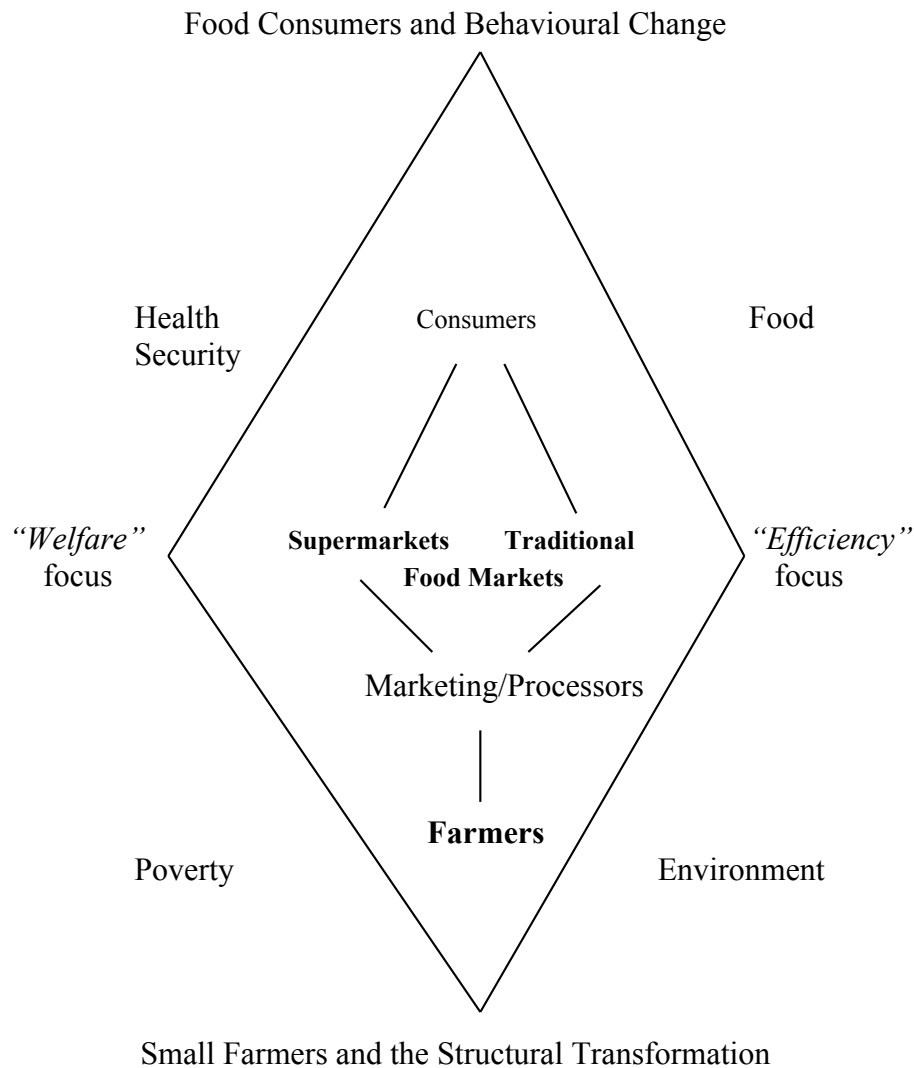 Food Consumers and Behavioural Change
Health
Security
Consumers
Food
“Welfare”
focus
Supermarkets Traditional
Food Markets
“Efficiency”
focus
Marketing/Processors
Farmers
Poverty
Environment
Small Farmers and the Structural Transformation